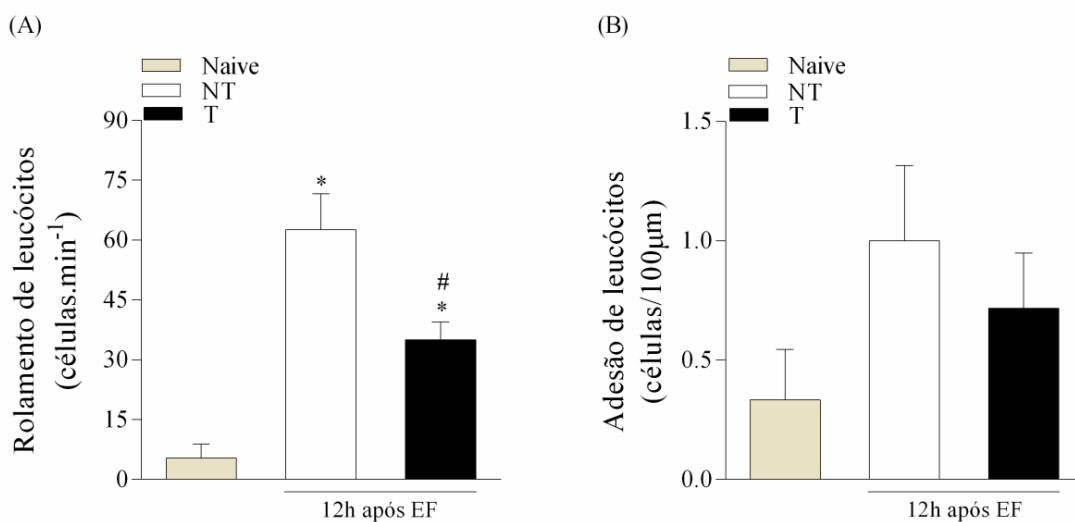 (A)
Naive
NT
T
Rolamento de leucócitos
(células.min-1)
90
75
60
45
30
15
0
*
#
*
12h após EF
(B)
Naive
NT
T
Adesão de leucócitos
(células/100µm)
1.5
1.0
0.5
0.0
12h após EF